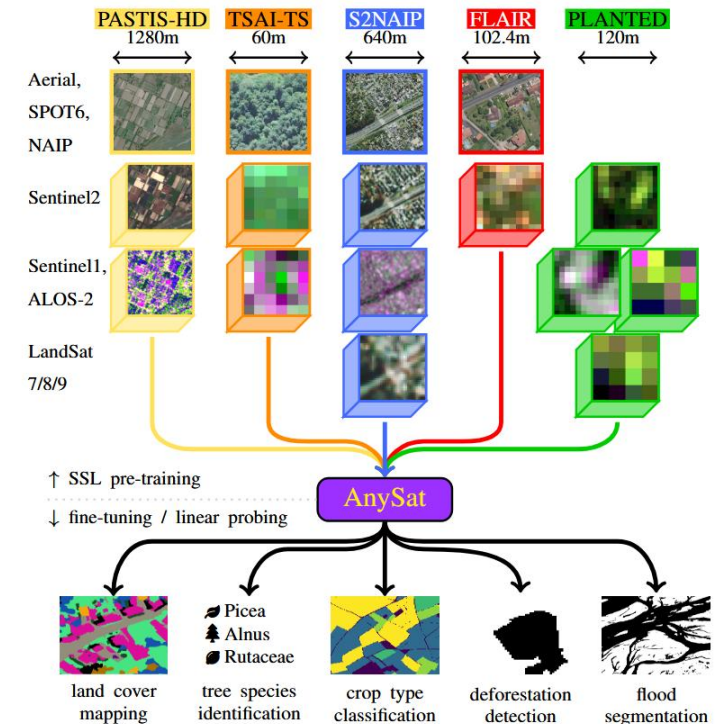 PASTIS-HD TSAI-TS S2NAIP FLAIR PLANTED
1280m 60m 640m 102.4m 120m
Aerial,
SPOT6,
NAIP
Sentinel2
Sentinel1,
ALOS-2
LandSat
7/8/9
↑ SSL pre-training
AnySat
↓ fine-tuning / linear probing
Picea
Alnus
Rutaceae
land cover
mapping
tree species
identification
crop type
classification
deforestation
detection
flood
segmentation